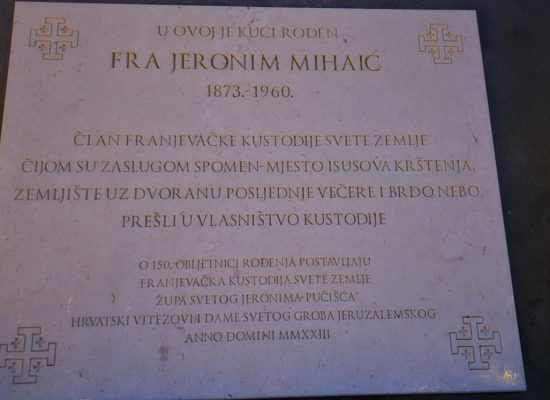 U OVOJ JE KUĆI ROĐEN
FRA JERONIM MIHAIĆ
1873.-1960.
ČLAN FRANJEVAČKE KUSTODIJE SVETE ZEMLJE
ČIJOM SU ZASLUGOM SPOMEN-MJESTO ISUSOVA KRŠTENJA,
ZEMLJIŠTE UZ DVORANU POSLJEDNJE VEČERE I BRDO NEBO,
PREŠLI U VLASNIŠTVO KUSTODIJE
O 150. OBLJETNICI ROĐENJA POSTAVLJAJU
FRANJEVAČKA KUSTODIJA SVETE ZEMLJE
ŽUPA SVETOG JERONIMA-PUČIŠĆA
HRVATSKI VITEZOVI I DAME SVETOG GROBA JERUZALEMSKOG
ANNO DOMINI MMXXIII